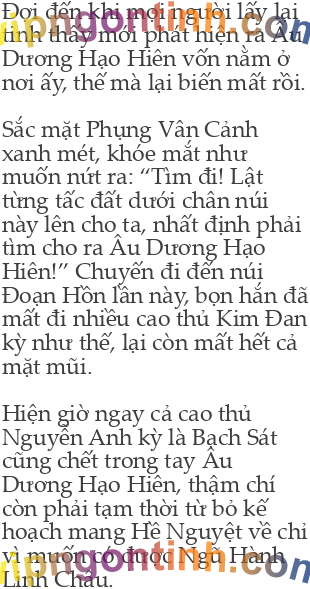 Đợi đến khi mọi người lấy lại
tinh thần mới phát hiện ra Âu
Dương Hạo Hiên vốn nằm ở
nơi ấy, thế mà lại biến mất rồi.
Sắc mặt Phụng Vân Cảnh
xanh mét, khóe mắt như
muốn nứt ra: “Tìm đi! Lật
từng tấc đất dưới chân núi
này lên cho ta, nhất định phải
tìm cho ra Âu Dương Hạo
Hiên!” Chuyến đi đến núi
Đoạn Hồn lần này, bọn hắn đã
mất đi nhiều cao thủ Kim Đan
kỳ như thế, lại còn mất hết cả
mặt mũi.
Hiện giờ ngay cả cao thủ
Nguyên Anh kỳ là Bạch Sát
cũng chết trong tay Âu
Dương Hạo Hiên, thậm chí
còn phải tạm thời từ bỏ kế
hoạch mang Hề Nguyệt về chỉ
vì muốn có được Ngũ Hành
Linh Châu.
vipngontinh.com